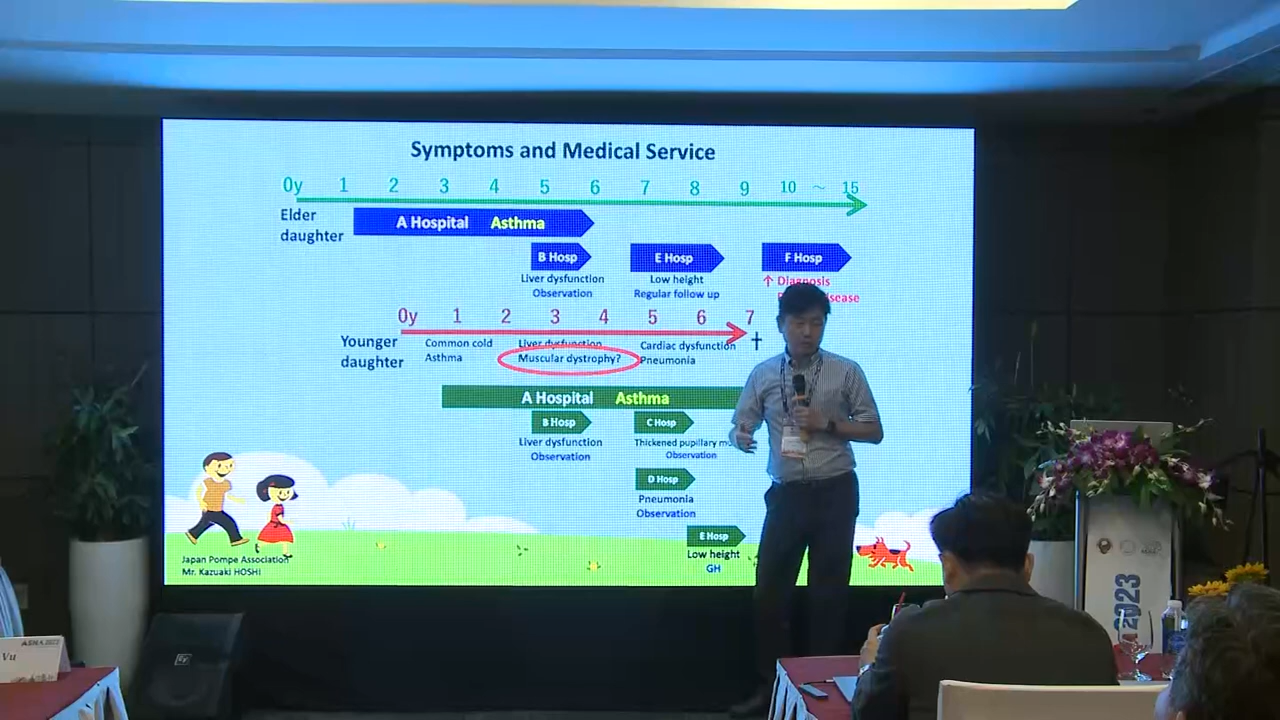 Symptoms and Medical Service
0y 1 2 3 4 5 6 7 8 9 10 ~ 15
Elder
daughter
A Hospital Asthma
B Hosp
Liver dysfunction
Observation
E Hosp
Low height
Regular follow up
F Hosp
↑ Diagnosis
0y 1 2 3 4 5 6 7
Younger
daughter
Common cold
Asthma
Liver dysfunction
Muscular dystrophy?
Cardiac dysfunction
Pneumonia
†
A Hospital Asthma
B Hosp
Liver dysfunction
Observation
C Hosp
Thickened pupillary
Observation
D Hosp
Pneumonia
Observation
E Hosp
Low height
GH
Japan Pompe Association
Mr. Kazuaki HOSHI
2023
Vu